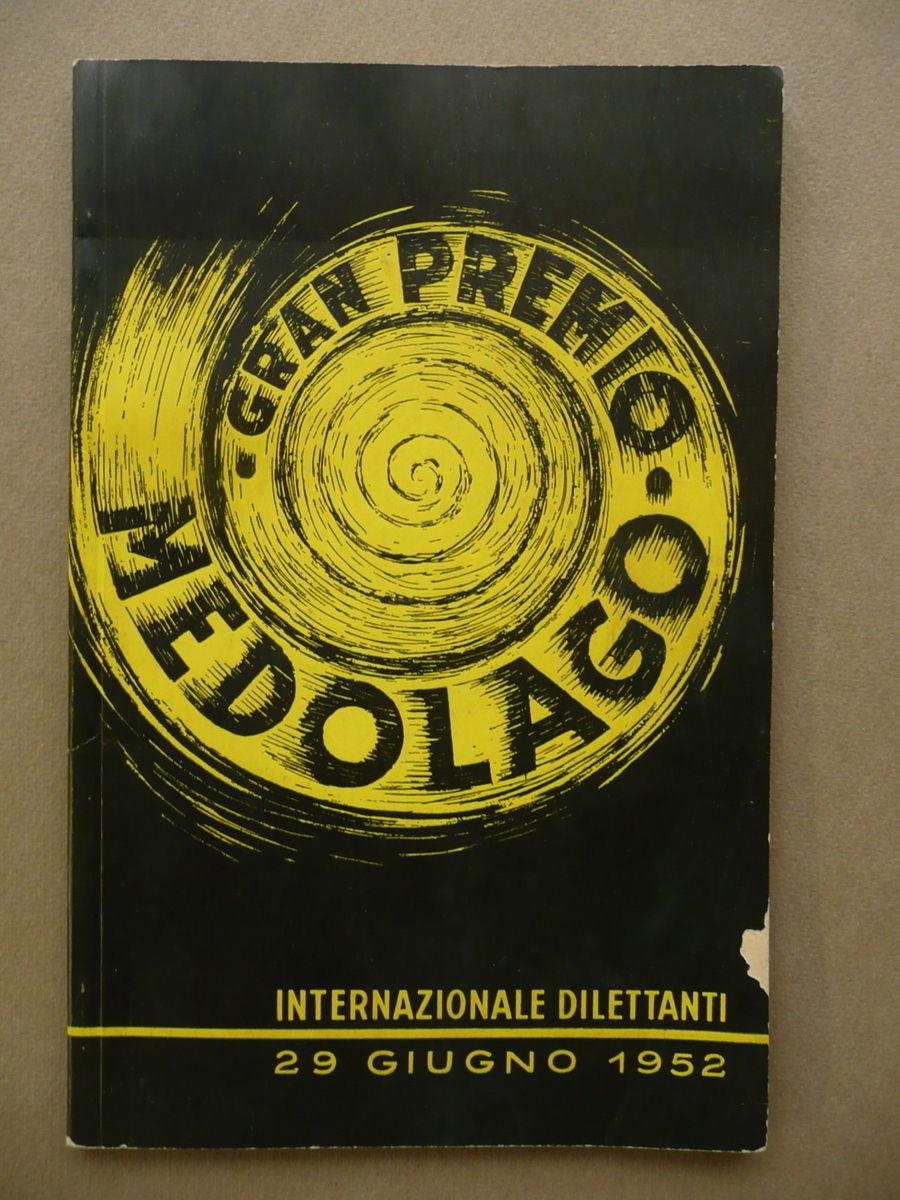 • GRAN PREMIO •
MEDOLAGO
INTERNAZIONALE DILETTANTI
29 GIUGNO 1952